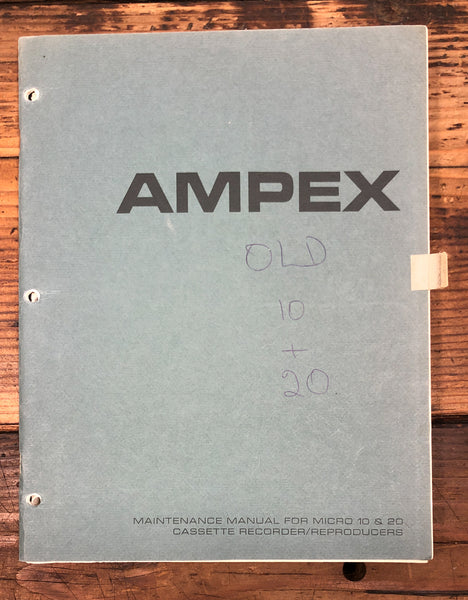 AMPEX
OLD
10
+
20.
MAINTENANCE MANUAL FOR MICRO 10 & 20
CASSETTE RECORDER/REPRODUCERS